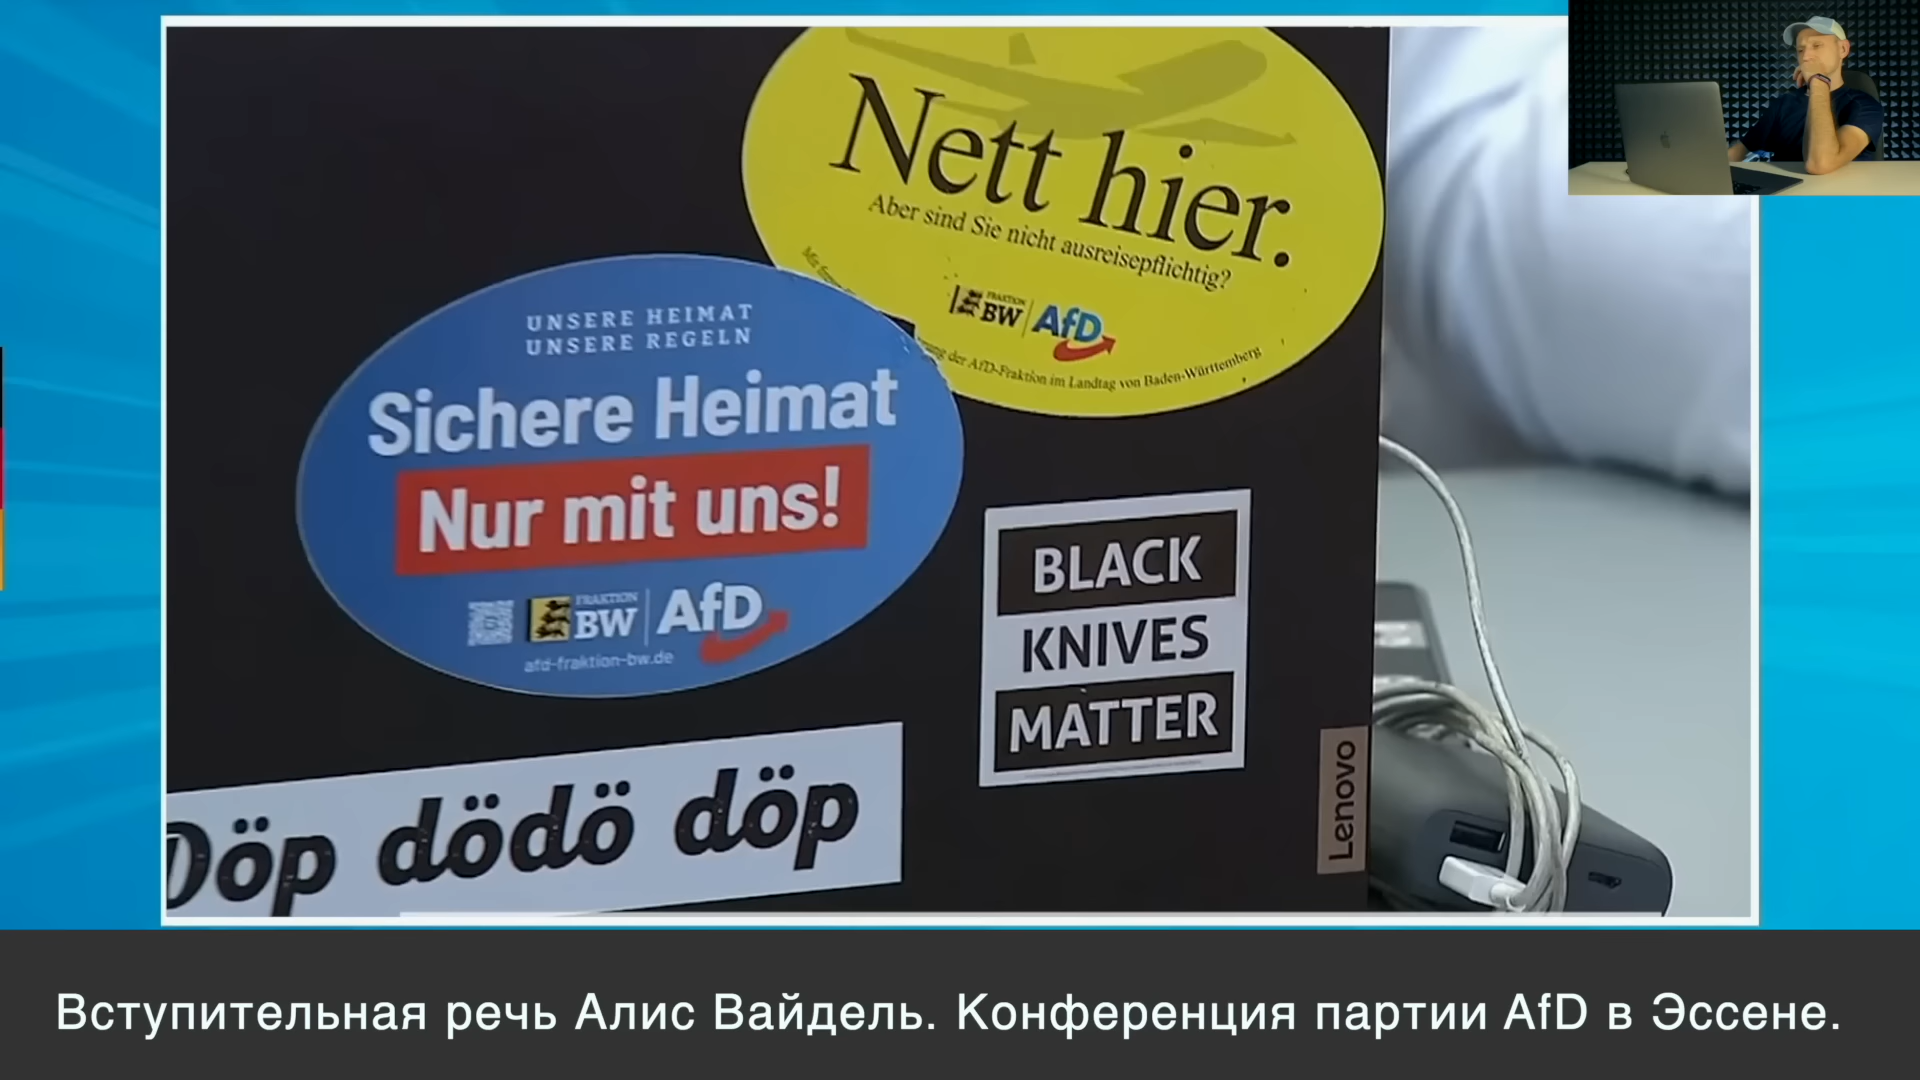 Nett hier.
Aber sind Sie nicht ausreisepflichtig?
FRAKTION
BW
AfD
der AfD-Fraktion im Landtag von Baden-Württemberg
UNSERE HEIMAT
UNSERE REGELN
Sichere Heimat
Nur mit uns!
FRAKTION
BW
AfD
afd-fraktion-bw.de
BLACK
KNIVES
MATTER
Döp dödö döp
Lenovo
Вступительная речь Алис Вайдель. Конференция партии AfD в Эссене.